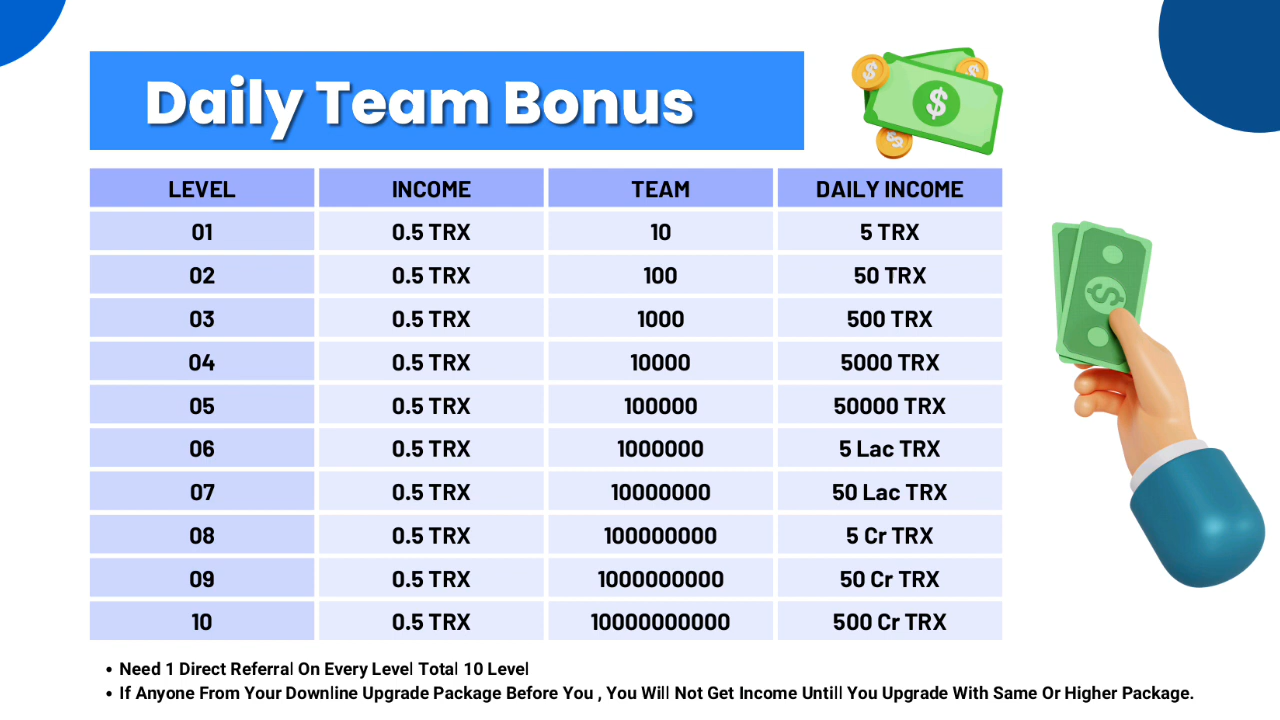 Daily Team Bonus
LEVEL INCOME TEAM DAILY INCOME
01 0.5 TRX 10 5 TRX
02 0.5 TRX 100 50 TRX
03 0.5 TRX 1000 500 TRX
04 0.5 TRX 10000 5000 TRX
05 0.5 TRX 100000 50000 TRX
06 0.5 TRX 1000000 5 Lac TRX
07 0.5 TRX 10000000 50 Lac TRX
08 0.5 TRX 100000000 5 Cr TRX
09 0.5 TRX 1000000000 50 Cr TRX
10 0.5 TRX 10000000000 500 Cr TRX
• Need 1 Direct Referral On Every Level Total 10 Level
• If Anyone From Your Downline Upgrade Package Before You , You Will Not Get Income Untill You Upgrade With Same Or Higher Package.